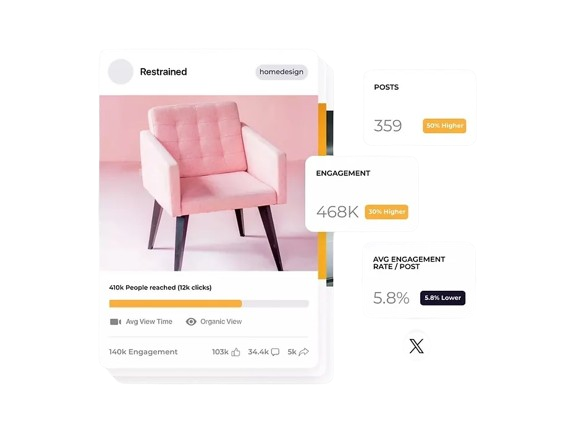 Restrained
homedesign
410k People reached (12k clicks)
Avg View Time
Organic View
140k Engagement
103k
34.4k
5k
POSTS
359
50% Higher
ENGAGEMENT
468K
30% Higher
AVG ENGAGEMENT
RATE / POST
5.8%
5.8% Lower